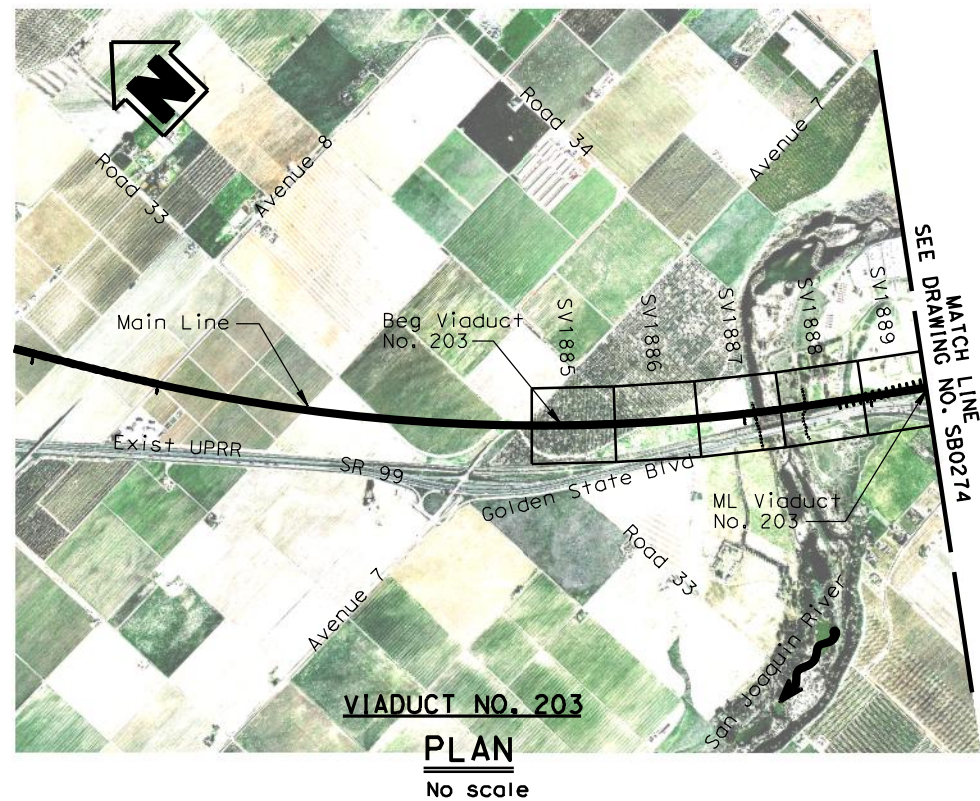 N
Road 33
Avenue 8
Road 34
Avenue 7
SEE DRAWING NO. SB0274
MATCH LINE
Main Line
Beg Viaduct
No. 203
SV1885
SV1886
SV1887
SV1888
SV1889
Exist UPRR
SR 99
Golden State Blvd
ML Viaduct
No. 203
Road 33
Avenue 7
San Joaquin River
VIADUCT NO. 203
PLAN
No scale